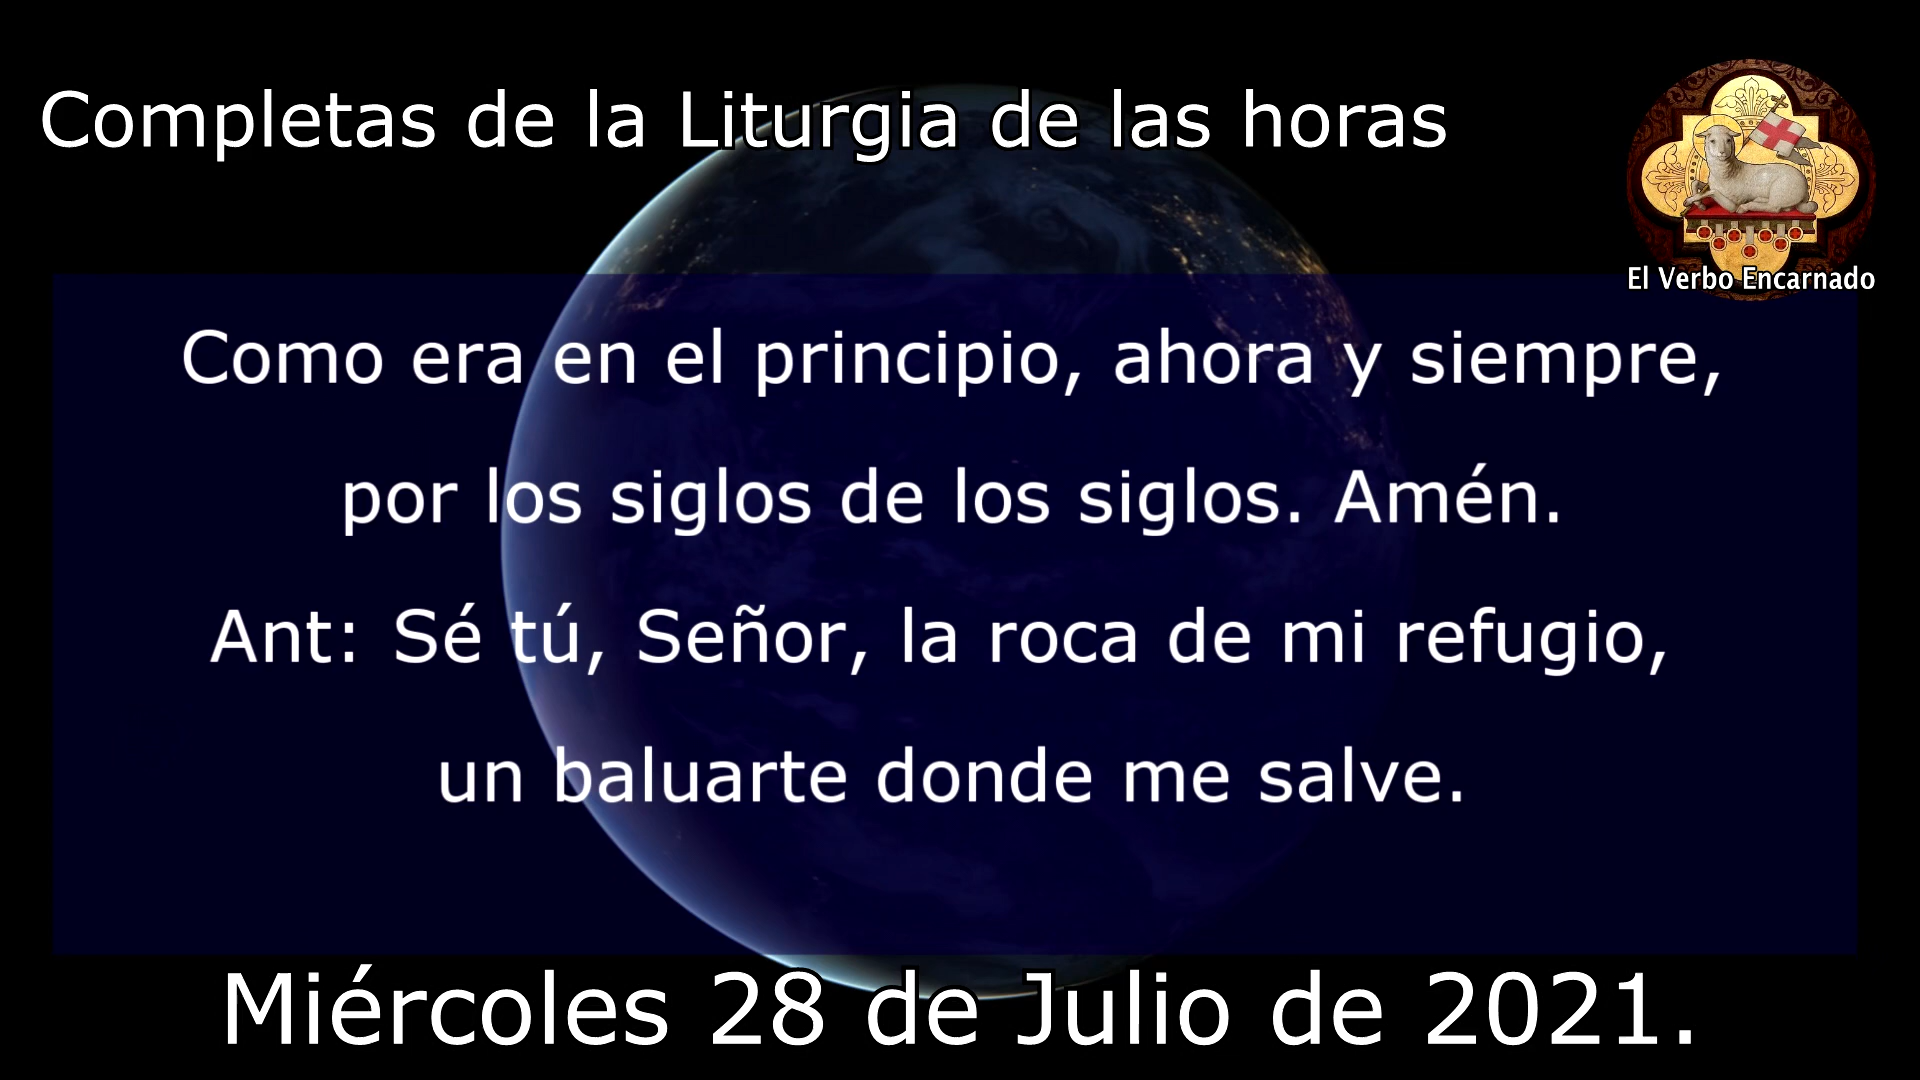 Completas de la Liturgia de las horas
El Verbo Encarnado
Como era en el principio, ahora y siempre,
por los siglos de los siglos. Amén.
Ant: Sé tú, Señor, la roca de mi refugio,
un baluarte donde me salve.
Miércoles 28 de Julio de 2021.